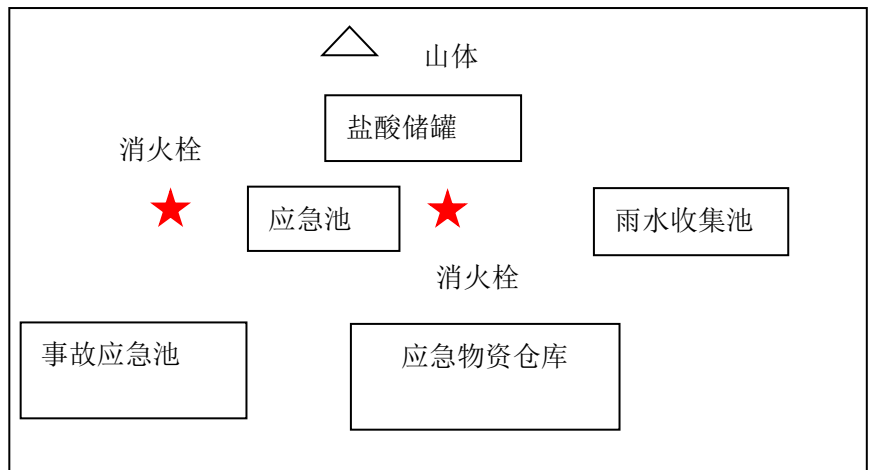 山体
盐酸储罐
消火栓
应急池
雨水收集池
消火栓
事故应急池
应急物资仓库